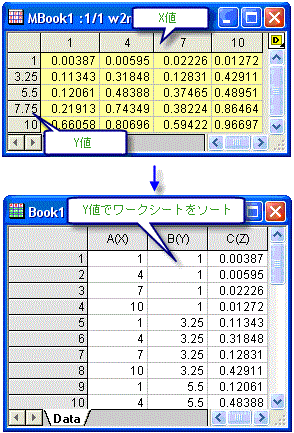 MBook1 :1/1 w2r
X値
D
1 4 7 10
1 0.00387 0.00595 0.02226 0.01272
3.25 0.11343 0.31848 0.12831 0.42911
5.5 0.12061 0.48388 0.37465 0.48951
7.75 0.21913 0.74349 0.38224 0.86464
10 0.66058 0.80696 0.59422 0.96697
Y値
Book1
Y値でワークシートをソート
A(X) B(Y) C(Z)
1 1 1 0.00387
2 4 1 0.00595
3 7 1 0.02226
4 10 1 0.01272
5 1 3.25 0.11343
6 4 3.25 0.31848
7 7 3.25 0.12831
8 10 3.25 0.42911
9 1 5.5 0.12061
10 4 5.5 0.48388
Data